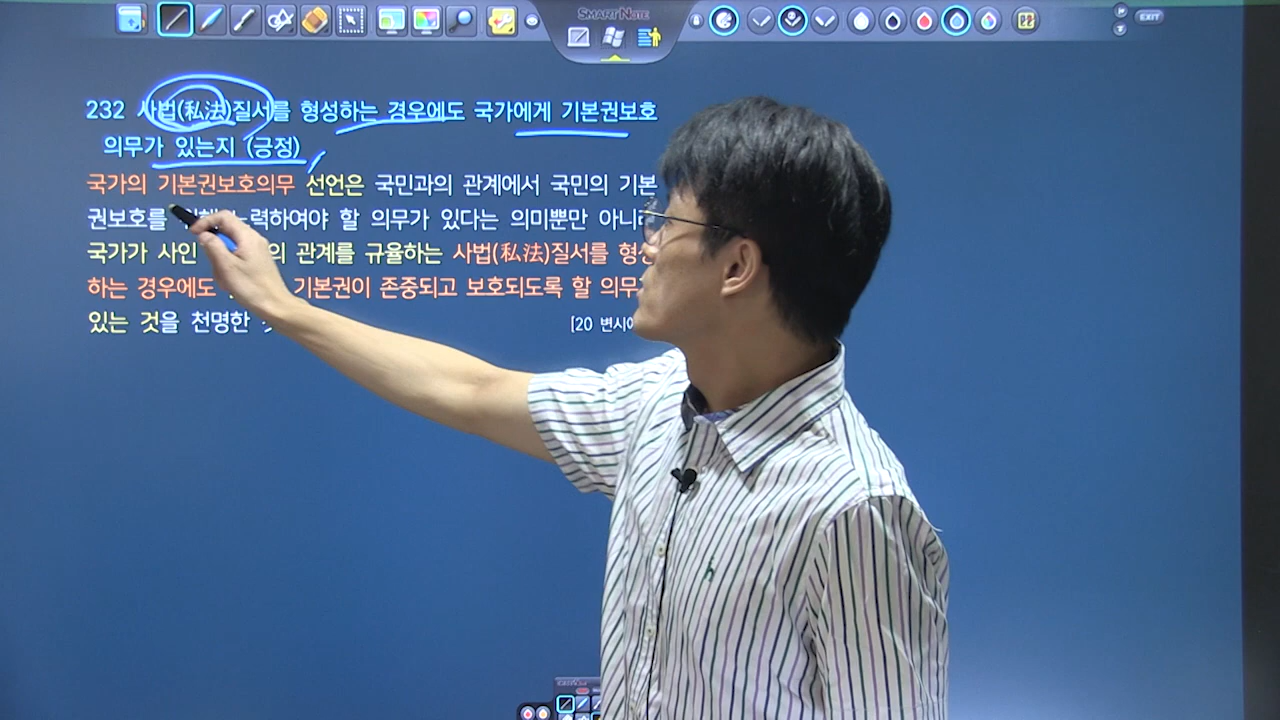 SMART NOTE
EXIT
232 사법(私法)질서를 형성하는 경우에도 국가에게 기본권보호
의무가 있는지 (긍정)
국가의 기본권보호의무 선언은 국민과의 관계에서 국민의 기본
권보호를 노력하여야 할 의무가 있다는 의미뿐만 아니라
국가가 사인 의 관계를 규율하는 사법(私法)질서를 형성
하는 경우에도 기본권이 존중되고 보호되도록 할 의무가
있는 것을 천명한
[20 변시